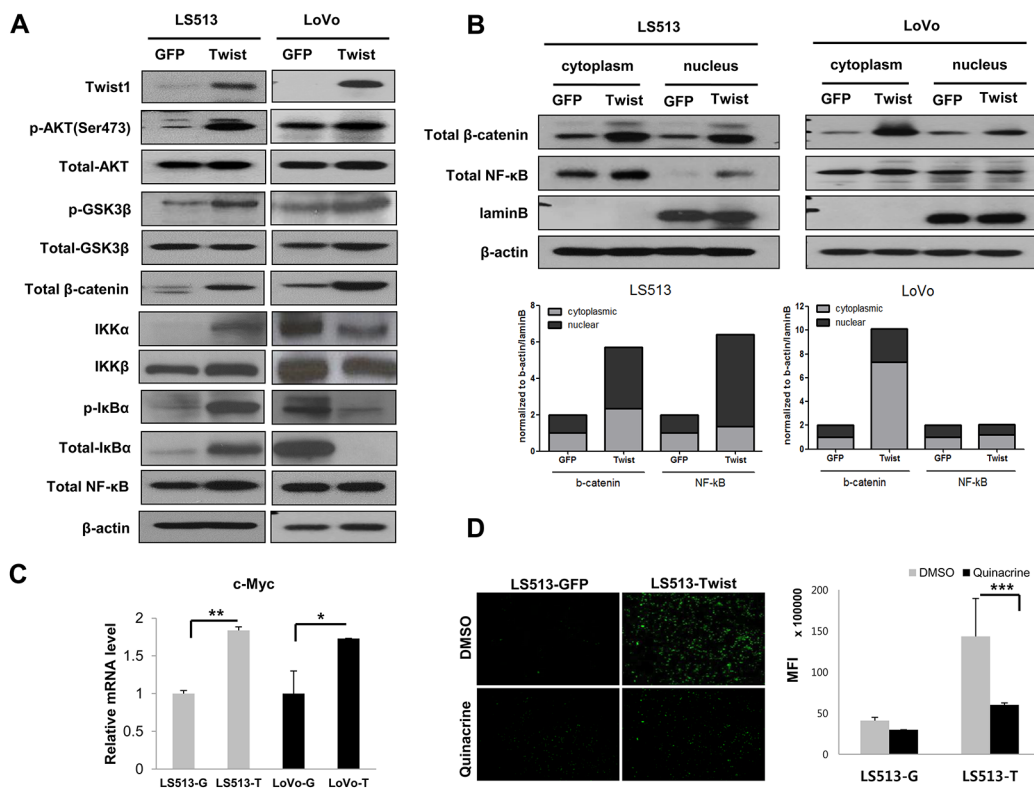 A
LS513 LoVo
GFP Twist GFP Twist
Twist1
p-AKT(Ser473)
Total-AKT
p-GSK3β
Total-GSK3β
Total β-catenin
IKKα
IKKβ
p-IκBα
Total-IκBα
Total NF-κB
β-actin
B
LS513 LoVo
cytoplasm nucleus cytoplasm nucleus
GFP Twist GFP Twist GFP Twist GFP Twist
Total β-catenin
Total NF-κB
laminB
β-actin
LS513
normalized to b-actin/laminB
8
6
4
2
0
cytoplasmic
nuclear
GFP Twist GFP Twist
b-catenin NF-kB
LoVo
normalized to b-actin/laminB
12
10
8
6
4
2
0
cytoplasmic
nuclear
GFP Twist GFP Twist
b-catenin NF-kB
C
c-Myc
Relative mRNA level
2
1.5
1
0.5
0
** *
LS513-G LS513-T LoVo-G LoVo-T
D
LS513-GFP LS513-Twist
DMSO
Quinacrine
DMSO Quinacrine
x 100000
MFI
200
150
100
50
0
***
LS513-G LS513-T